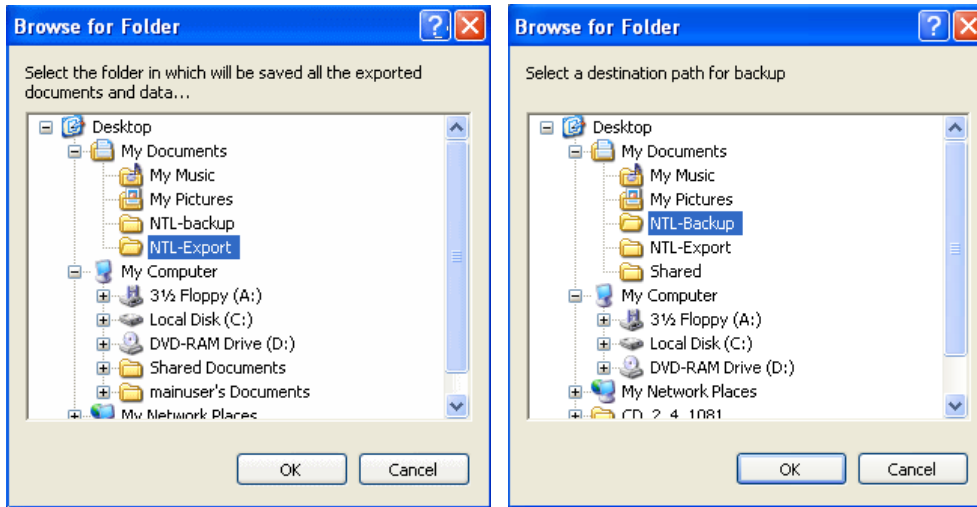 Browse for Folder
Select the folder in which will be saved all the exported
documents and data...
Desktop
My Documents
My Music
My Pictures
NTL-backup
NTL-Export
My Computer
3½ Floppy (A:)
Local Disk (C:)
DVD-RAM Drive (D:)
Shared Documents
mainuser's Documents
My Network Places
OK
Cancel
Browse for Folder
Select a destination path for backup
Desktop
My Documents
My Music
My Pictures
NTL-Backup
NTL-Export
Shared
My Computer
3½ Floppy (A:)
Local Disk (C:)
DVD-RAM Drive (D:)
My Network Places
CD_2_4_1081
OK
Cancel